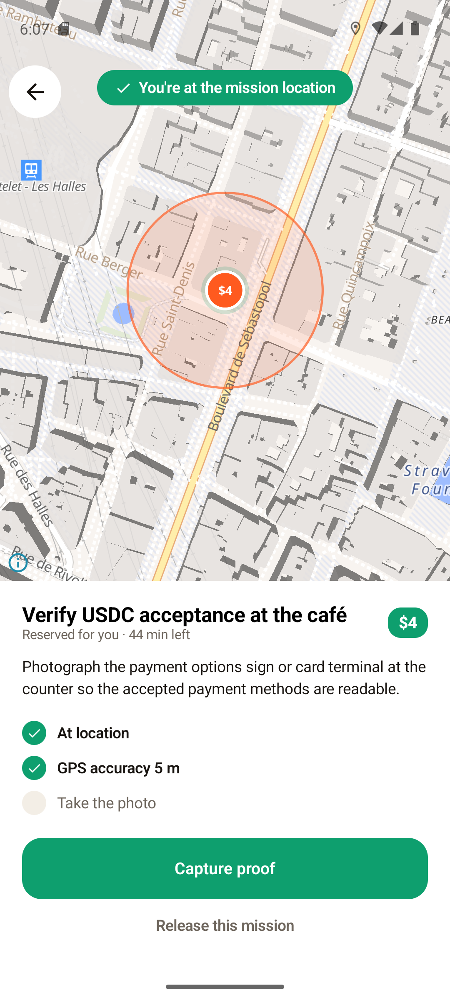 Rambuteau
Rue
6:07
You're at the mission location
telet - Les Halles
Rue Berger
Rue Saint-Denis
$4
Boulevard de Sébastopol
Rue Quincampoix
BEA
Rue des Halles
Strav
Foun
Rue de Rivoli
Verify USDC acceptance at the café
$4
Reserved for you · 44 min left
Photograph the payment options sign or card terminal at the
counter so the accepted payment methods are readable.
At location
GPS accuracy 5 m
Take the photo
Capture proof
Release this mission